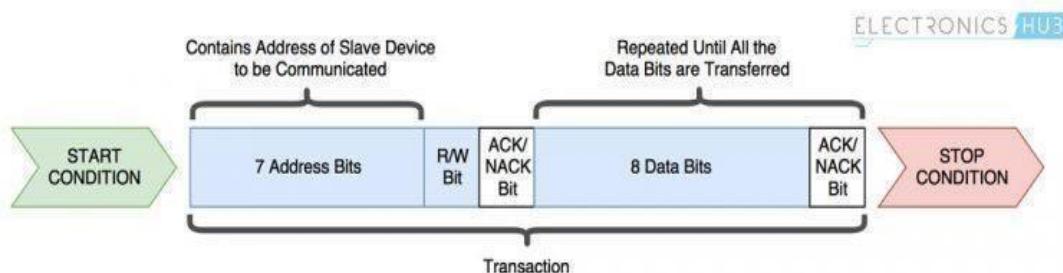 ELECTRONICS HUB
Contains Address of Slave Device
to be Communicated
Repeated Until All the
Data Bits are Transferred
START
CONDITION
7 Address Bits
R/W
Bit
ACK/
NACK
Bit
8 Data Bits
ACK/
NACK
Bit
STOP
CONDITION
Transaction